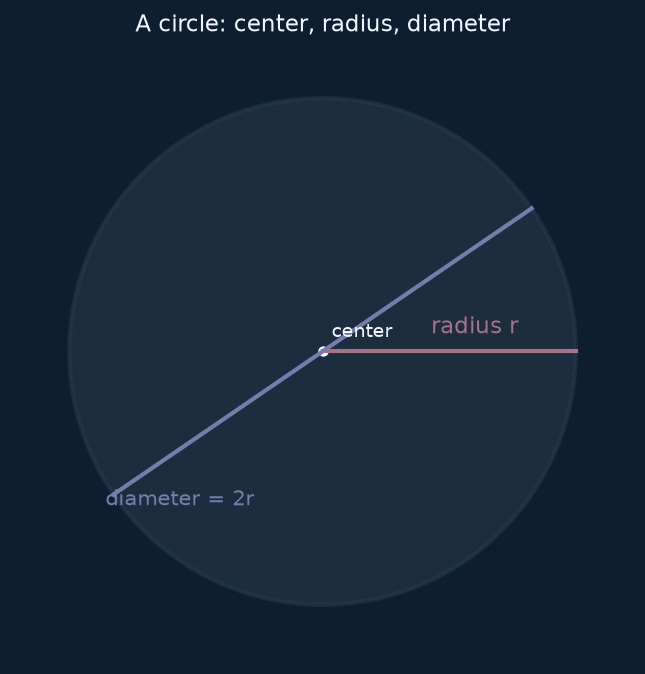 A circle: center, radius, diameter
center
radius r
diameter = 2r